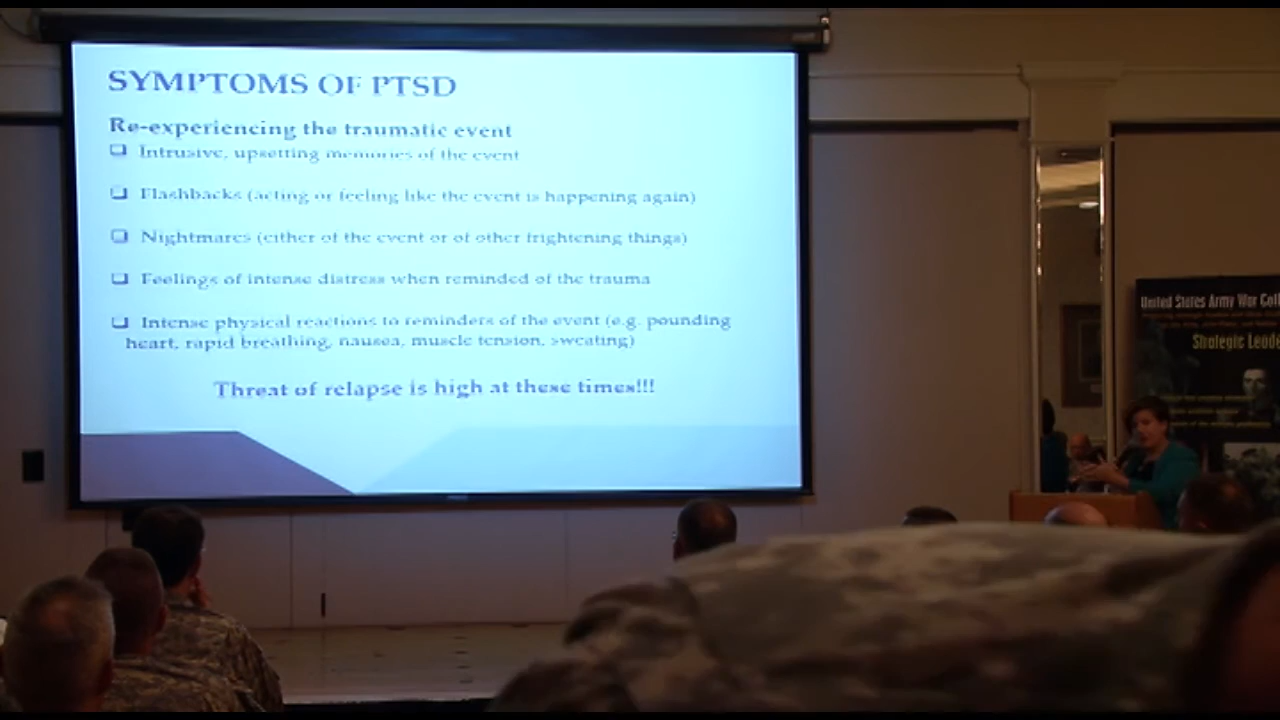 SYMPTOMS OF PTSD
Re-experiencing the traumatic event
❏ Intrusive, upsetting memories of the event
❏ Flashbacks (acting or feeling like the event is happening again)
❏ Nightmares (either of the event or of other frightening things)
❏ Feelings of intense distress when reminded of the trauma
❏ Intense physical reactions to reminders of the event (e.g. pounding
heart, rapid breathing, nausea, muscle tension, sweating)
Threat of relapse is high at these times!!!
United States Army War
Strategic